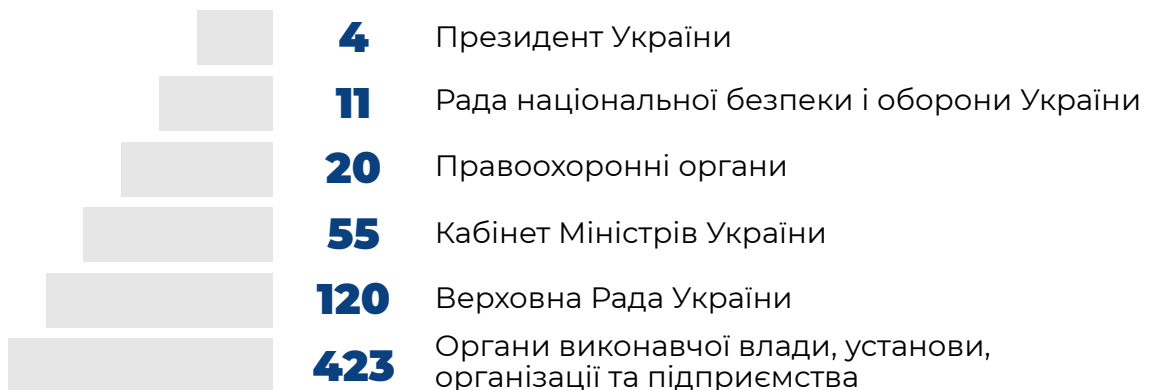 4 Президент України
11 Рада національної безпеки і оборони України
20 Правоохоронні органи
55 Кабінет Міністрів України
120 Верховна Рада України
423 Органи виконавчої влади, установи,
організації та підприємства